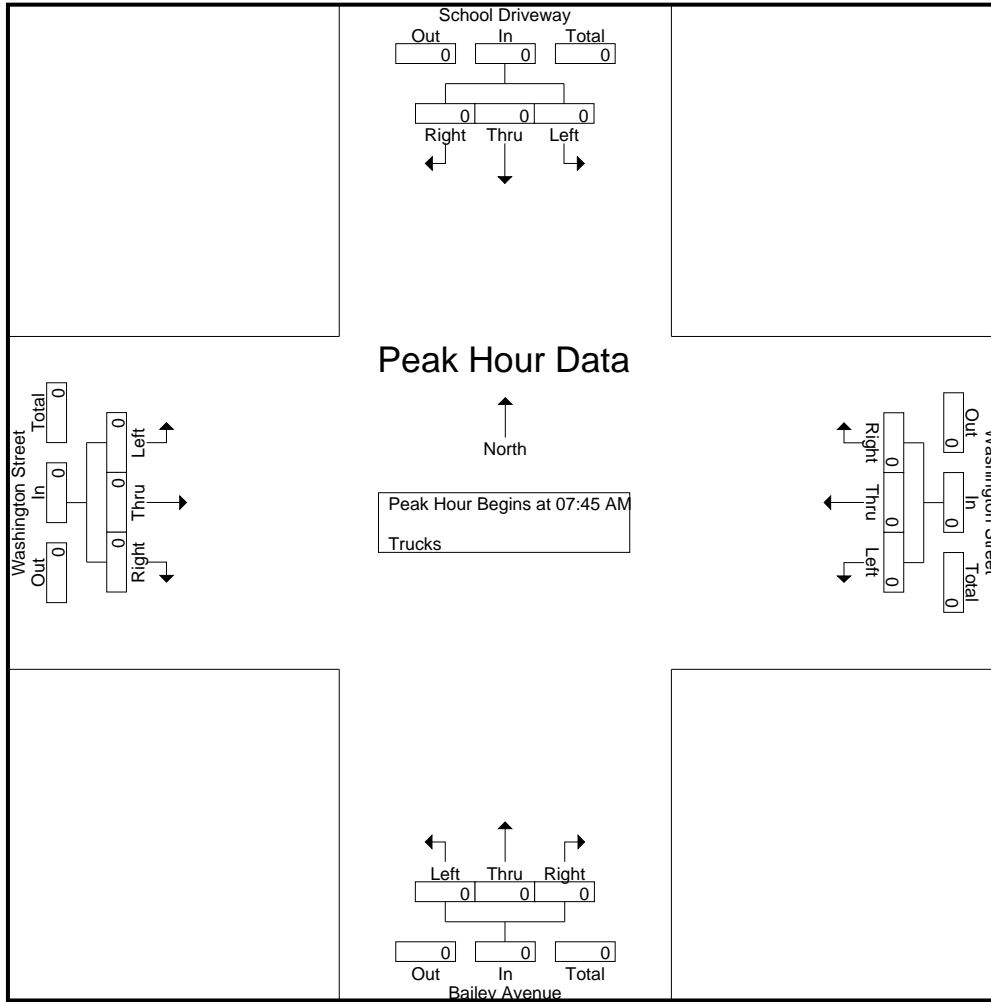 School Driveway
Out In Total
0 0 0
0 0 0
Right Thru Left
Peak Hour Data
North
Peak Hour Begins at 07:45 AM
Trucks
Washington Street
Total In Out
0 0 0
0 0 0
Left Thru Right
Washington Street
Out In Total
0 0 0
0 0 0
Right Thru Left
Left Thru Right
0 0 0
0 0 0
Out In Total
Bailey Avenue